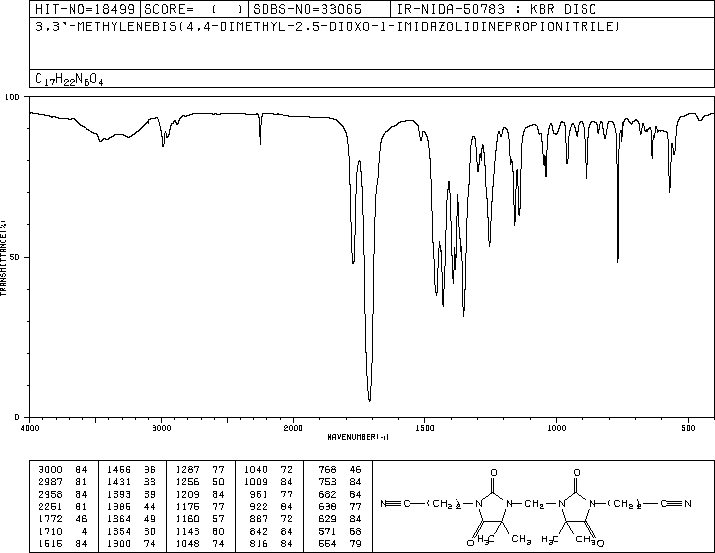 HIT-NO=18499 SCORE= ( ) SDBS-NO=33065 IR-NIDA-50783 : KBR DISC
3,3'-METHYLENEBIS(4,4-DIMETHYL-2,5-DIOXO-1-IMIDAZOLIDINEPROPIONITRILE)
C17H22N6O4
100
50
0
TRANSMITTANCE(%)
4000 3000 2000 1500 1000 500
WAVENUMBER(-1)
3000 84 1456 36 1287 77 1040 72 768 46
2987 81 1431 33 1256 50 1009 84 753 84
2958 84 1393 39 1209 84 961 77 682 84
2251 81 1386 44 1175 77 922 84 638 77
1772 46 1364 49 1160 57 887 72 629 84
1710 4 1354 30 1143 60 842 84 571 68
1515 84 1300 74 1048 74 816 84 554 79
O O
N C (CH2)2 N N CH2 N N (CH2)2 C N
O H3C CH3 H3C CH3 O